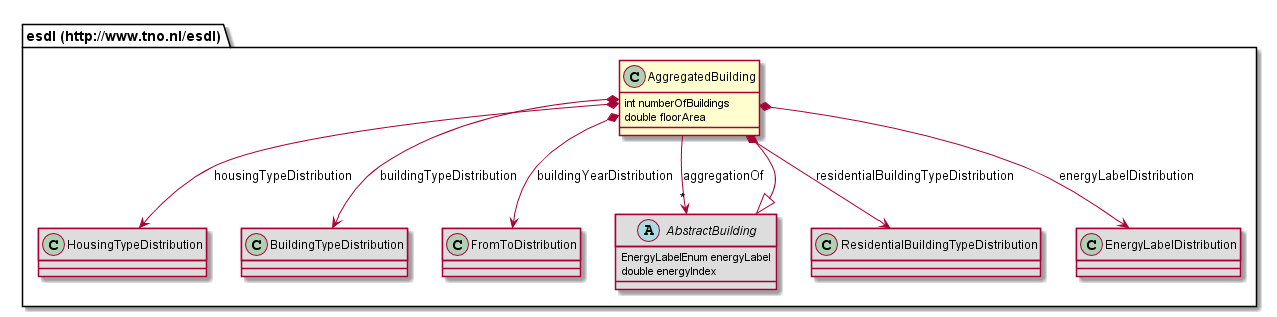 esdl (http://www.tno.nl/esdl)
C AggregatedBuilding
int numberOfBuildings
double floorArea
housingTypeDistribution
buildingTypeDistribution
buildingYearDistribution
aggregationOf
residentialBuildingTypeDistribution
energyLabelDistribution
*
C HousingTypeDistribution
C BuildingTypeDistribution
C FromToDistribution
A AbstractBuilding
EnergyLabelEnum energyLabel
double energyIndex
C ResidentialBuildingTypeDistribution
C EnergyLabelDistribution